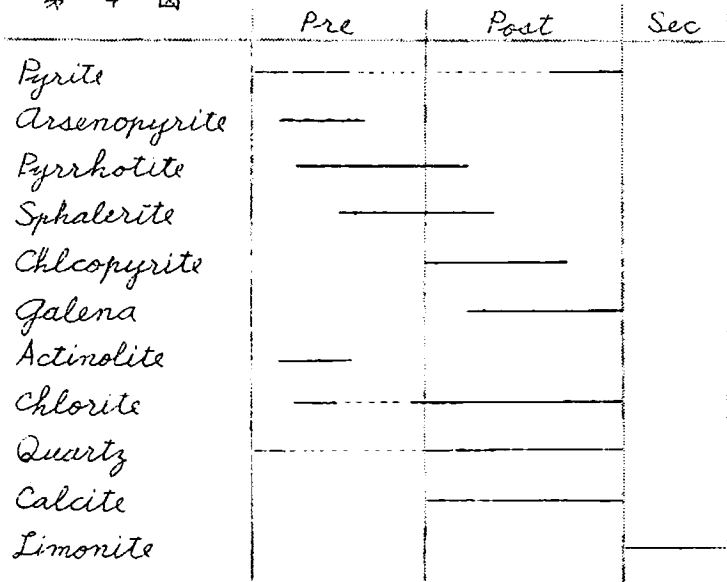 Pre Post Sec
Pyrite
Arsenopyrite
Pyrrhotite
Sphalerite
Chlcopyrite
Galena
Actinolite
Chlorite
Quartz
Calcite
Limonite